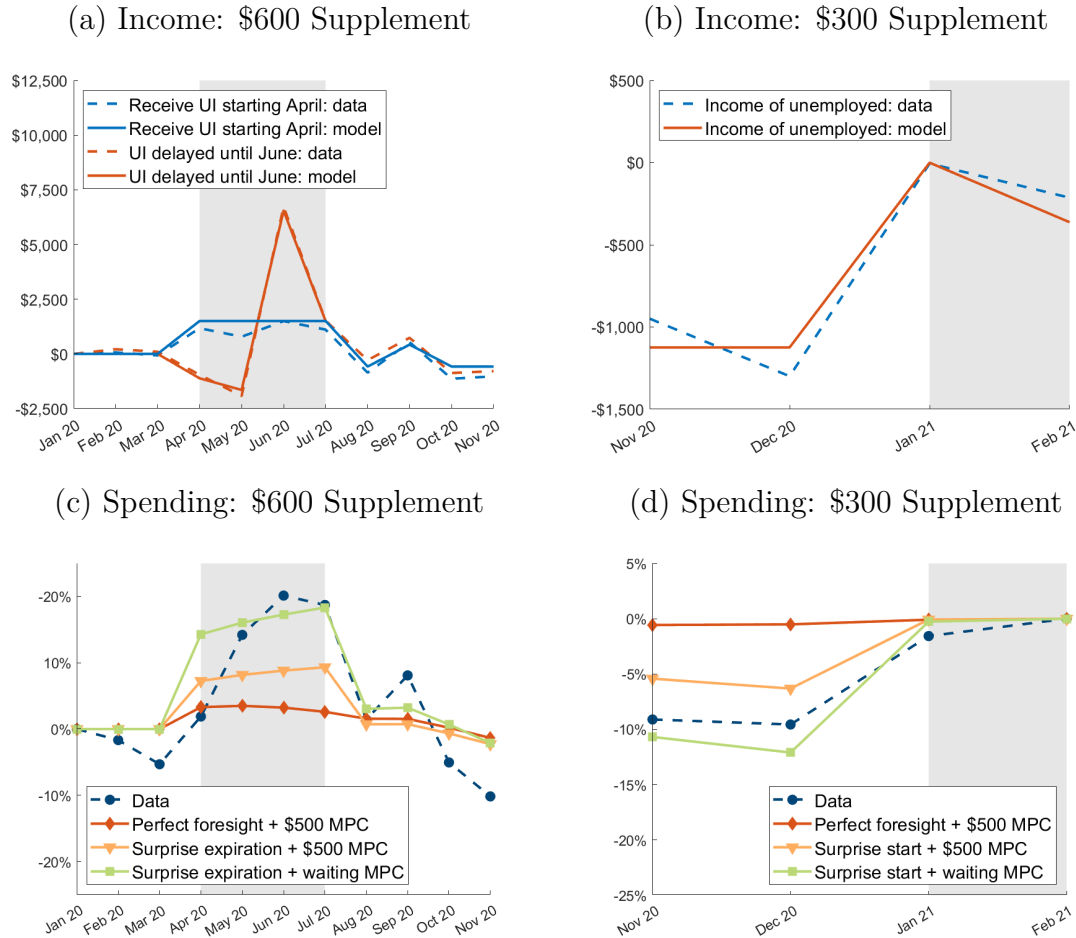 (a) Income: $600 Supplement
$12,500
$10,000
$7,500
$5,000
$2,500
$0
-$2,500
Receive UI starting April: data
Receive UI starting April: model
UI delayed until June: data
UI delayed until June: model
Jan 20
Feb 20
Mar 20
Apr 20
May 20
Jun 20
Jul 20
Aug 20
Sep 20
Oct 20
Nov 20
(b) Income: $300 Supplement
$500
$0
-$500
-$1,000
-$1,500
Income of unemployed: data
Income of unemployed: model
Nov 20
Dec 20
Jan 21
Feb 21
(c) Spending: $600 Supplement
-20%
10%
0%
-10%
-20%
Data
Perfect foresight + $500 MPC
Surprise expiration + $500 MPC
Surprise expiration + waiting MPC
Jan 20
Feb 20
Mar 20
Apr 20
May 20
Jun 20
Jul 20
Aug 20
Sep 20
Oct 20
Nov 20
(d) Spending: $300 Supplement
5%
0%
-5%
-10%
-15%
-20%
-25%
Data
Perfect foresight + $500 MPC
Surprise start + $500 MPC
Surprise start + waiting MPC
Nov 20
Dec 20
Jan 21
Feb 21